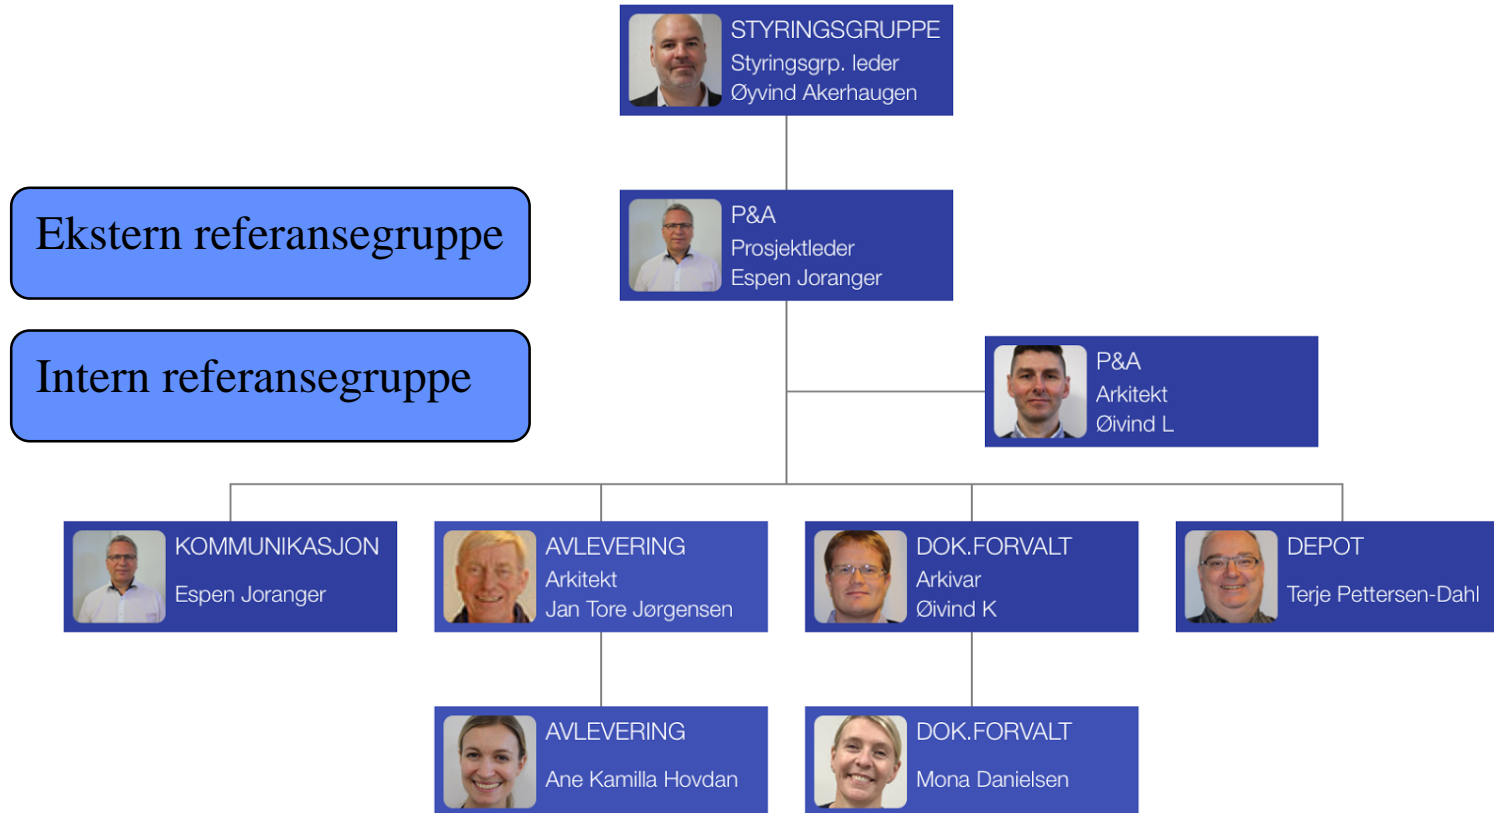 STYRINGSGRUPPE
Styringsgrp. leder
Øyvind Akerhaugen
Ekstern referansegruppe
P&A
Prosjektleder
Espen Joranger
Intern referansegruppe
P&A
Arkitekt
Øivind L
KOMMUNIKASJON
Espen Joranger
AVLEVERING
Arkitekt
Jan Tore Jørgensen
DOK.FORVALT
Arkivar
Øivind K
DEPOT
Terje Pettersen-Dahl
AVLEVERING
Ane Kamilla Hovdan
DOK.FORVALT
Mona Danielsen